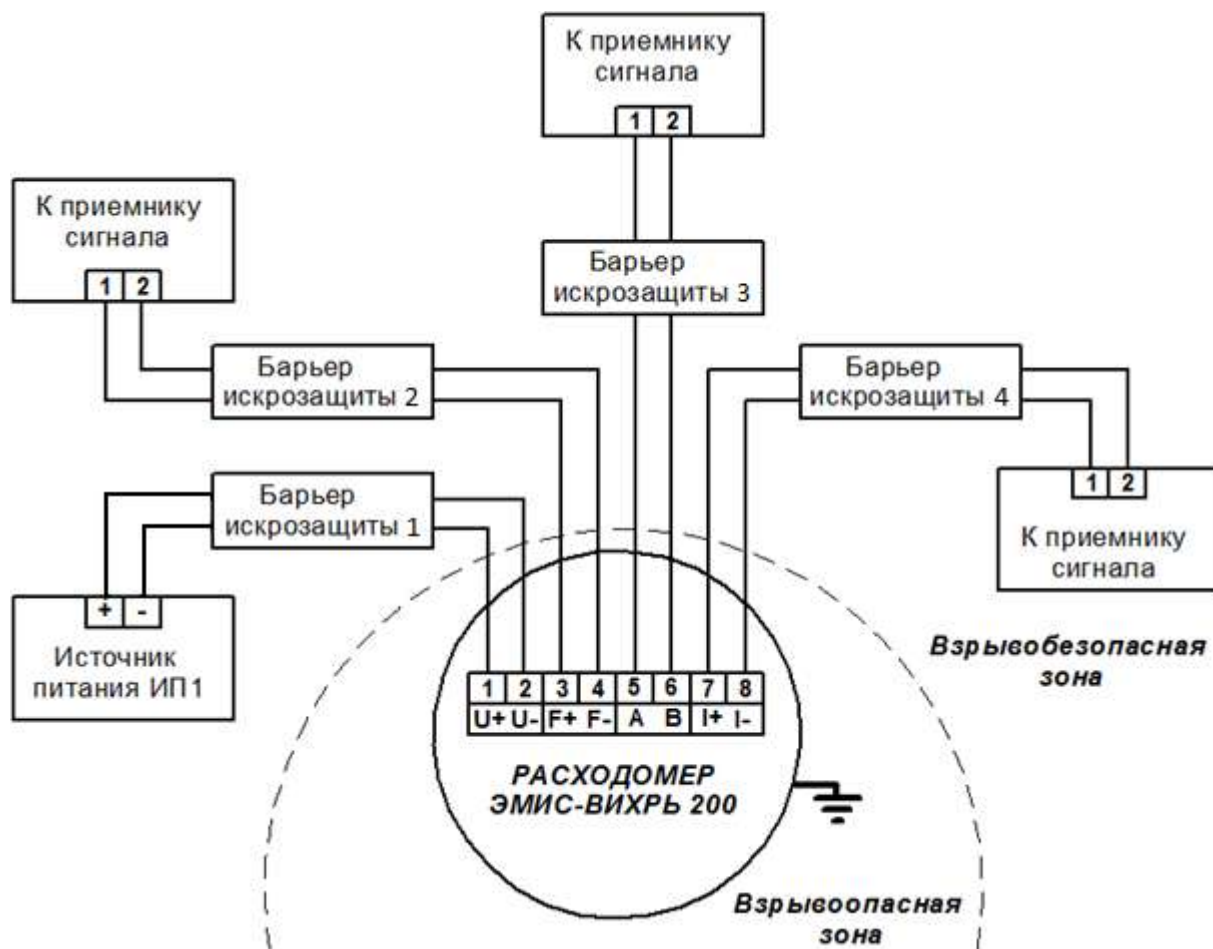 К приемнику
сигнала
1 2
К приемнику
сигнала
1 2
Барьер
искрозащиты 3
Барьер
искрозащиты 2
Барьер
искрозащиты 4
Барьер
искрозащиты 1
1 2
К приемнику
сигнала
+ -
Источник
питания ИП1
Взрывобезопасная
зона
1 2 3 4 5 6 7 8
U+ U- F+ F- A B I+ I-
РАСХОДОМЕР
ЭМИС-ВИХРЬ 200
Взрывоопасная
зона